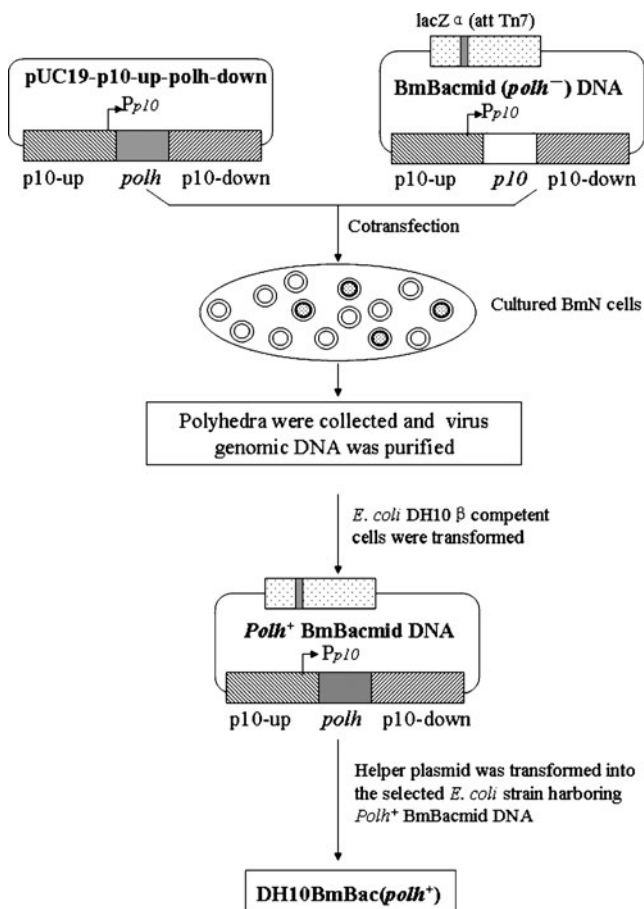 lacZ α (att Tn7)
pUC19-p10-up-polh-down
Pp10
p10-up polh p10-down
BmBacmid (polh⁻) DNA
Pp10
p10-up p10 p10-down
Cotransfection
Cultured BmN cells
Polyhedra were collected and virus
genomic DNA was purified
E. coli DH10 β competent
cells were transformed
Polh⁺ BmBacmid DNA
Pp10
p10-up polh p10-down
Helper plasmid was transformed into
the selected E. coli strain harboring
Polh⁺ BmBacmid DNA
DH10BmBac(polh⁺)